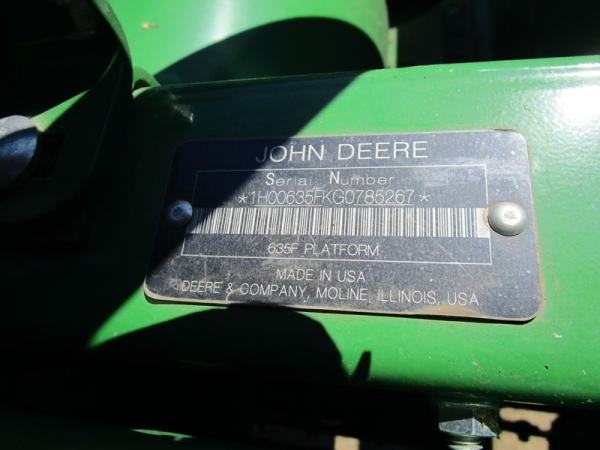 JOHN DEERE
Serial Number
*1H00635FKG0785267*
635F PLATFORM
MADE IN USA
DEERE & COMPANY, MOLINE, ILLINOIS, USA